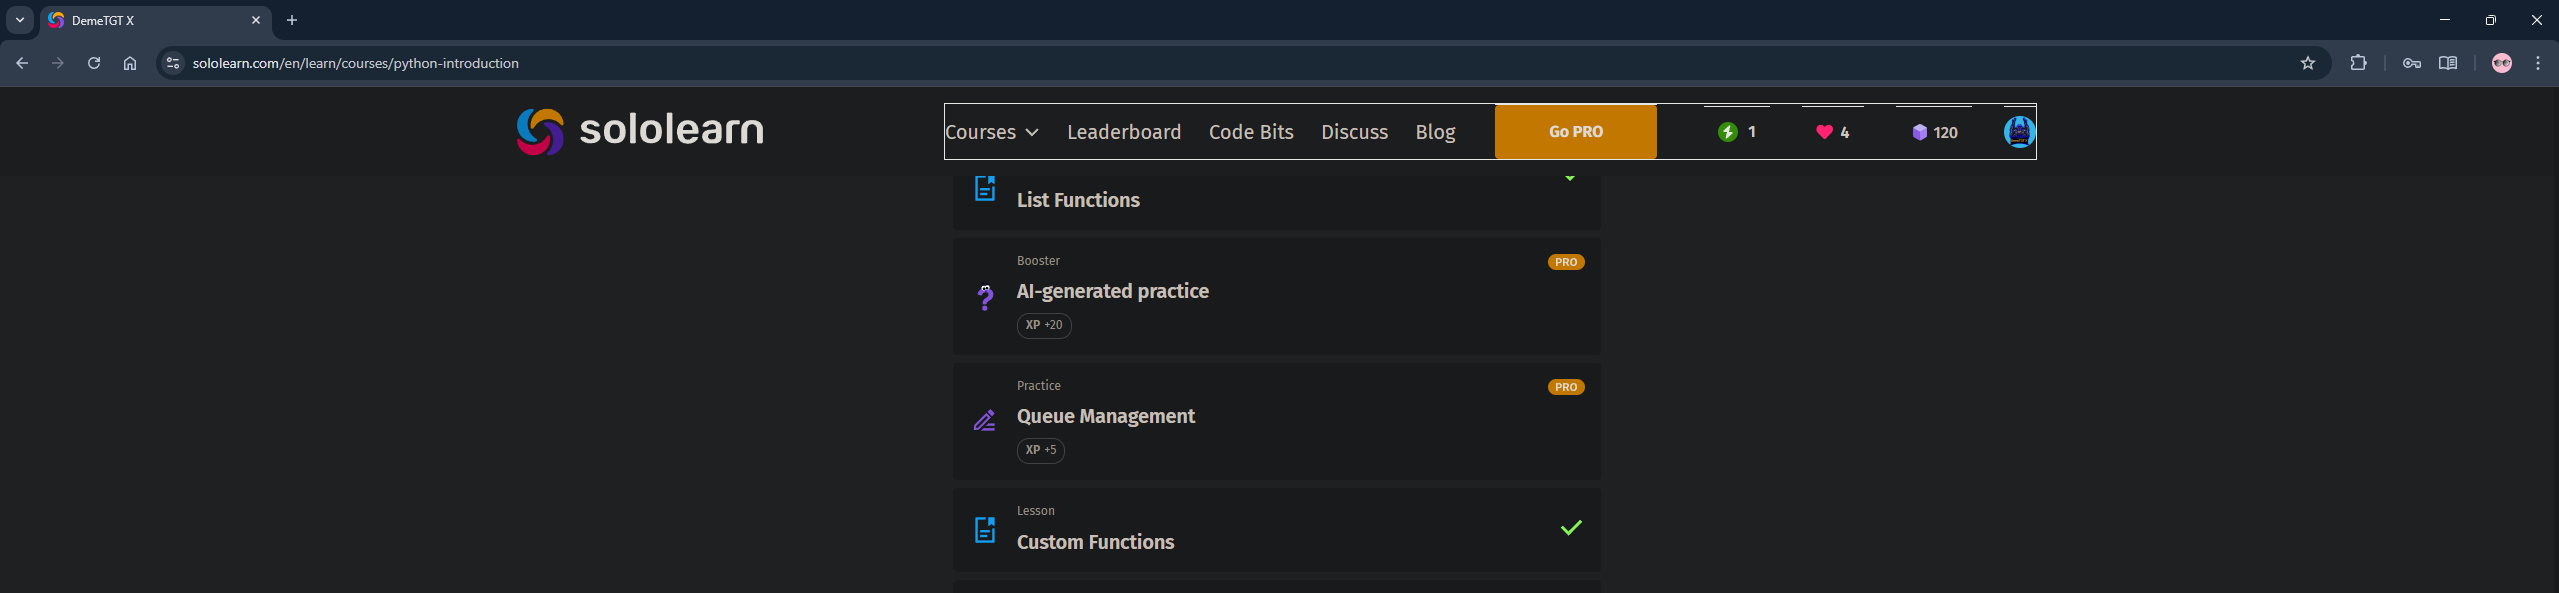 DemeTGT X
sololearn.com/en/learn/courses/python-introduction
sololearn
Courses Leaderboard Code Bits Discuss Blog Go PRO 1 4 120
List Functions
Booster PRO
AI-generated practice
XP +20
Practice PRO
Queue Management
XP +5
Lesson
Custom Functions